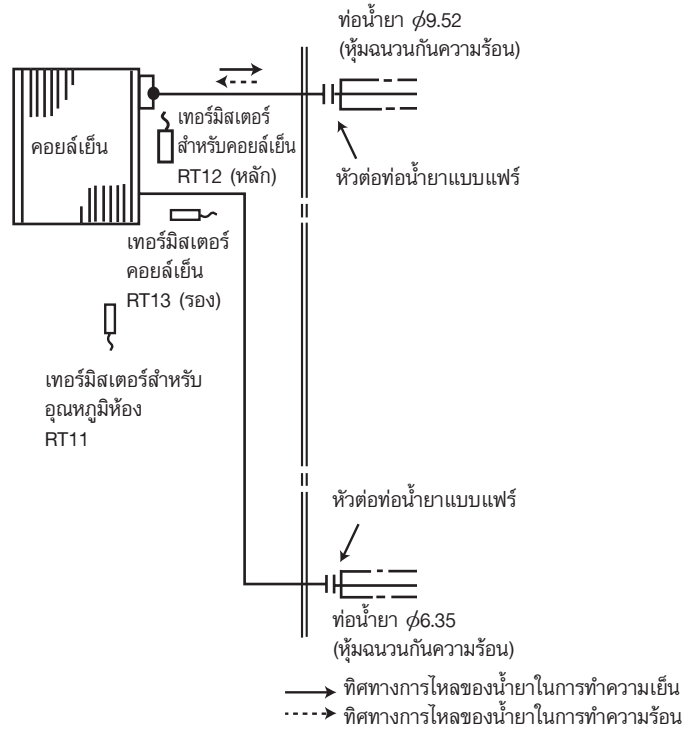 ท่อน้ำยา φ9.52
(หุ้มฉนวนกันความร้อน)
คอยล์เย็น
เทอร์มิสเตอร์
สำหรับคอยล์เย็น
RT12 (หลัก)
หัวต่อท่อน้ำยาแบบแฟร์
เทอร์มิสเตอร์
คอยล์เย็น
RT13 (รอง)
เทอร์มิสเตอร์สำหรับ
อุณหภูมิห้อง
RT11
หัวต่อท่อน้ำยาแบบแฟร์
ท่อน้ำยา φ6.35
(หุ้มฉนวนกันความร้อน)
ทิศทางการไหลของน้ำยาในการทำความเย็น
ทิศทางการไหลของน้ำยาในการทำความร้อน